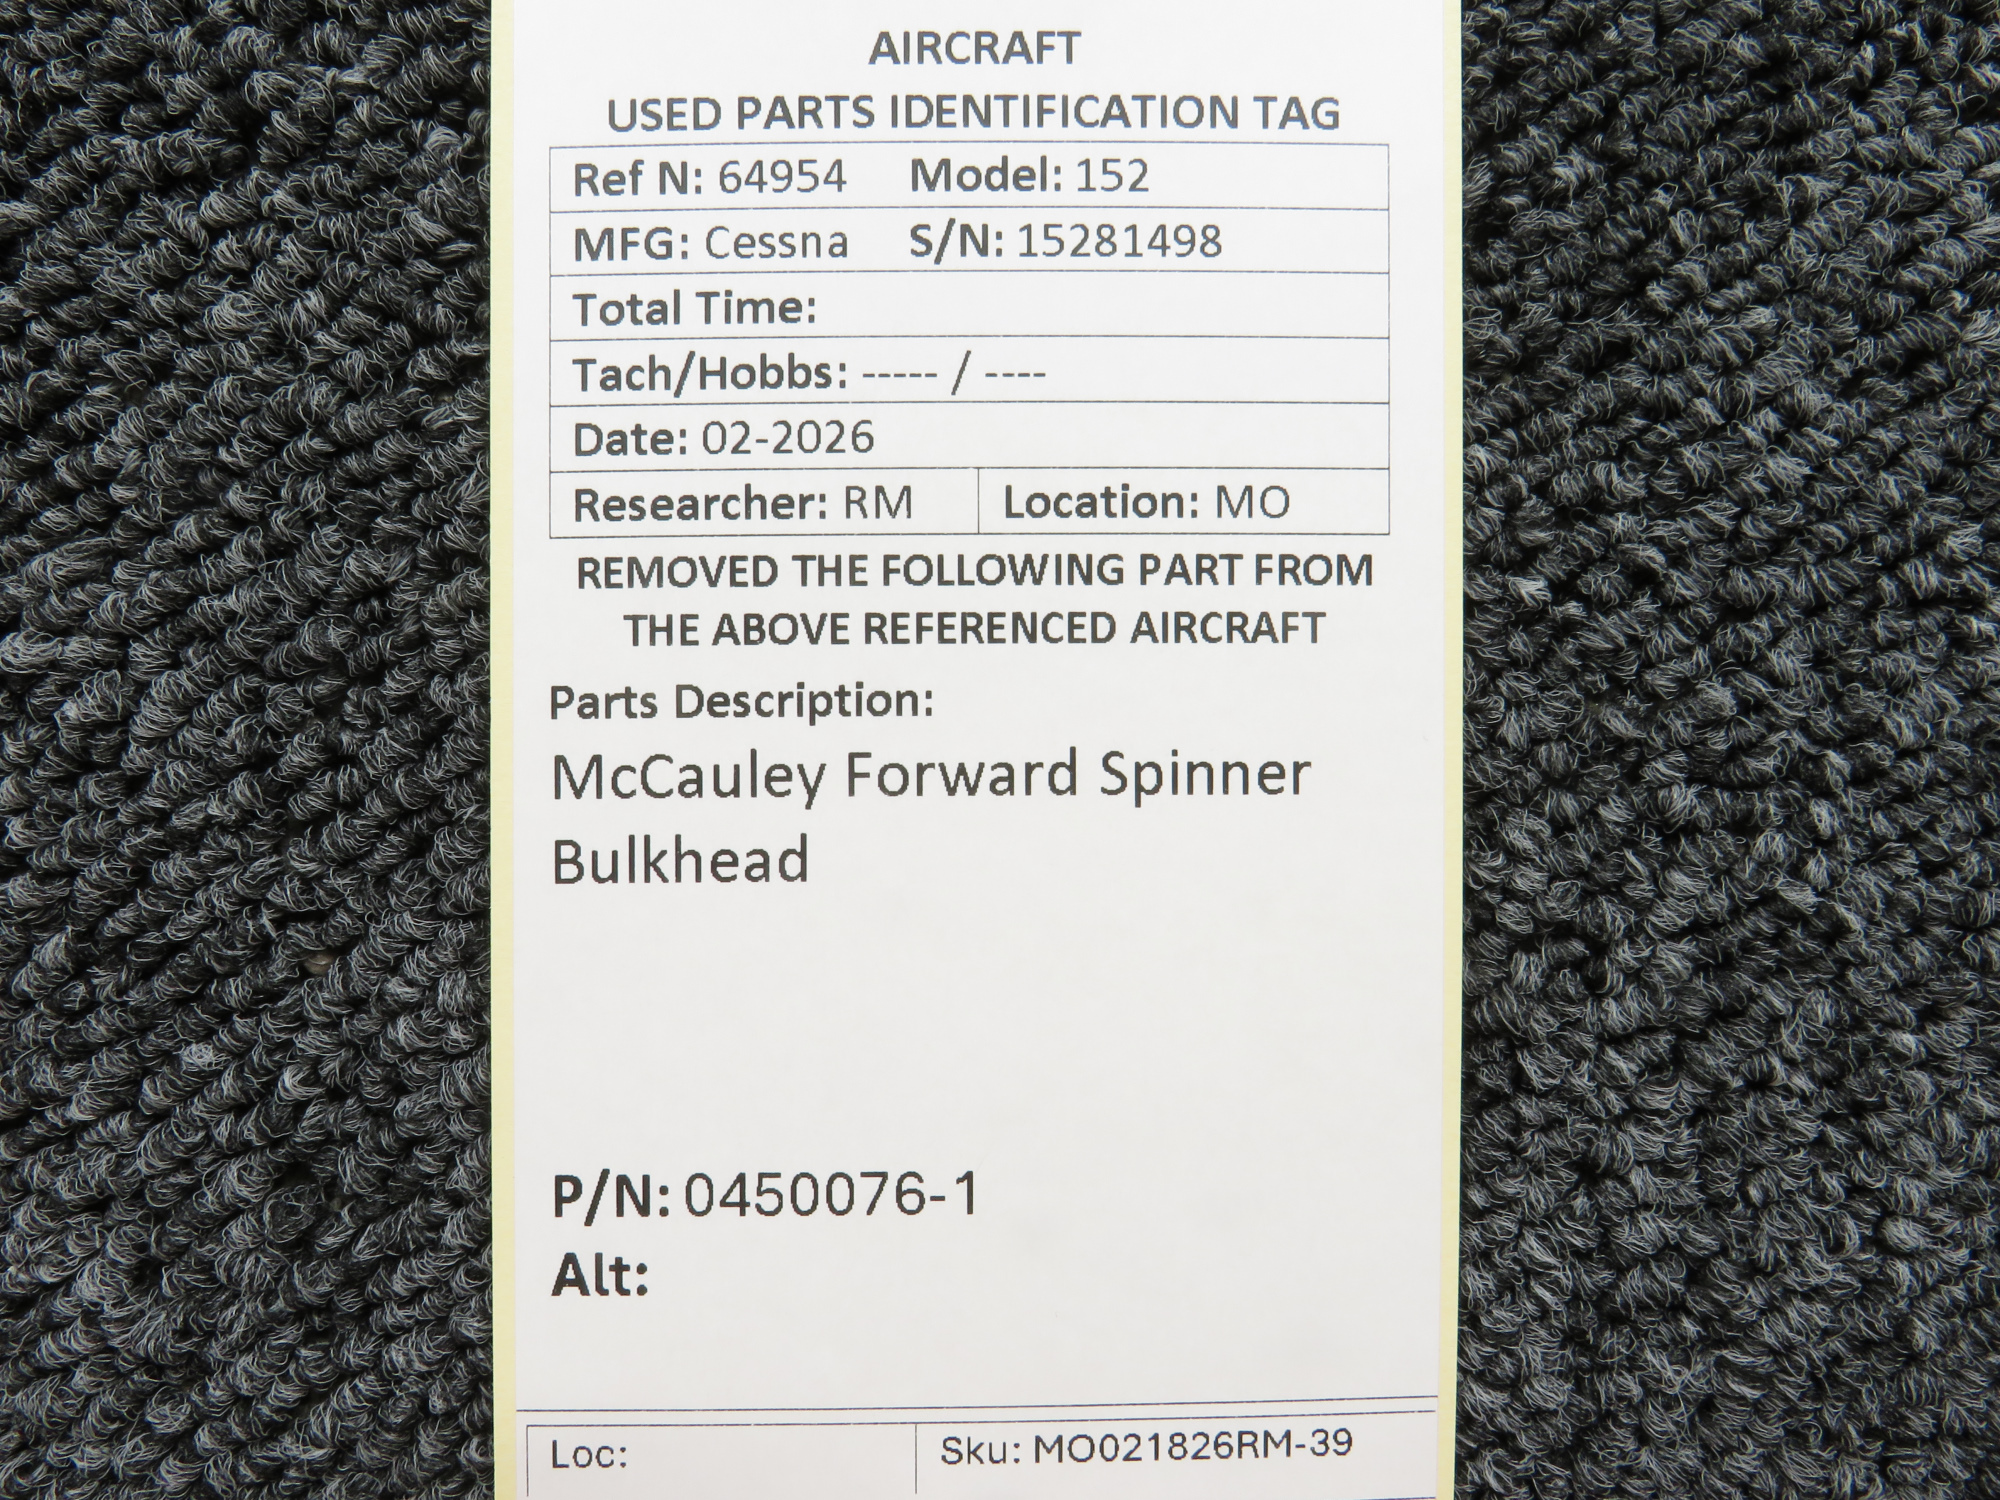 AIRCRAFT
USED PARTS IDENTIFICATION TAG
Ref N: 64954 Model: 152
MFG: Cessna S/N: 15281498
Total Time:
Tach/Hobbs: ----- / ----
Date: 02-2026
Researcher: RM Location: MO
REMOVED THE FOLLOWING PART FROM
THE ABOVE REFERENCED AIRCRAFT
Parts Description:
McCauley Forward Spinner
Bulkhead
P/N: 0450076-1
Alt:
Loc: Sku: MO021826RM-39